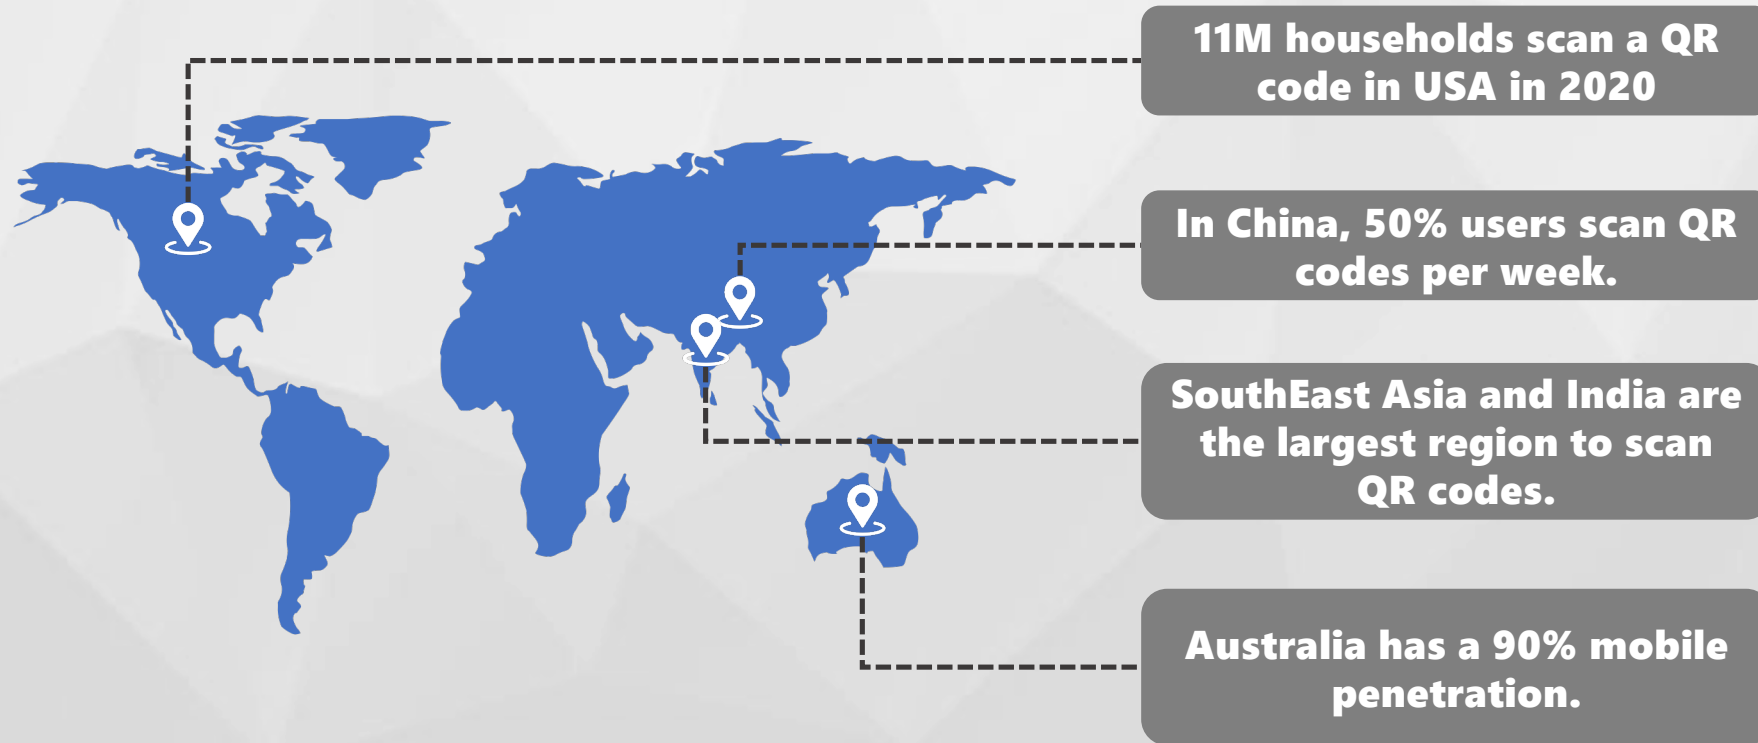 11M households scan a QR
code in USA in 2020
In China, 50% users scan QR
codes per week.
SouthEast Asia and India are
the largest region to scan
QR codes.
Australia has a 90% mobile
penetration.